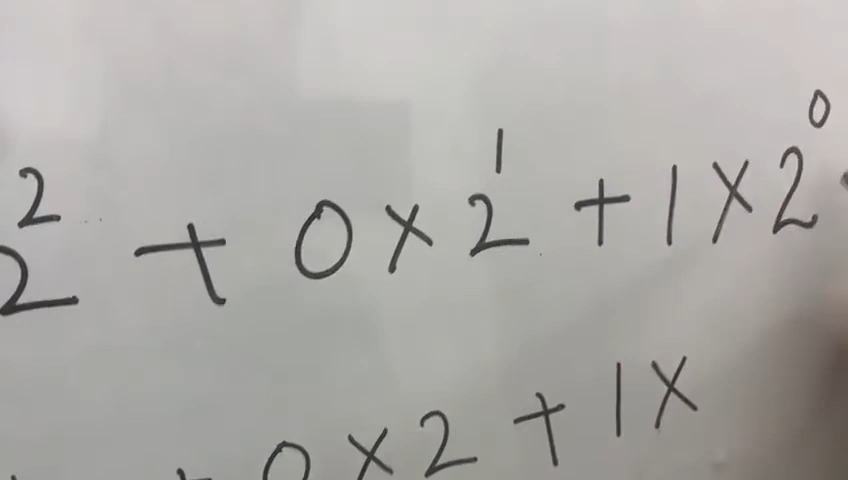 2² + 0×2¹ + 1×2⁰
+ 0×2 + 1×